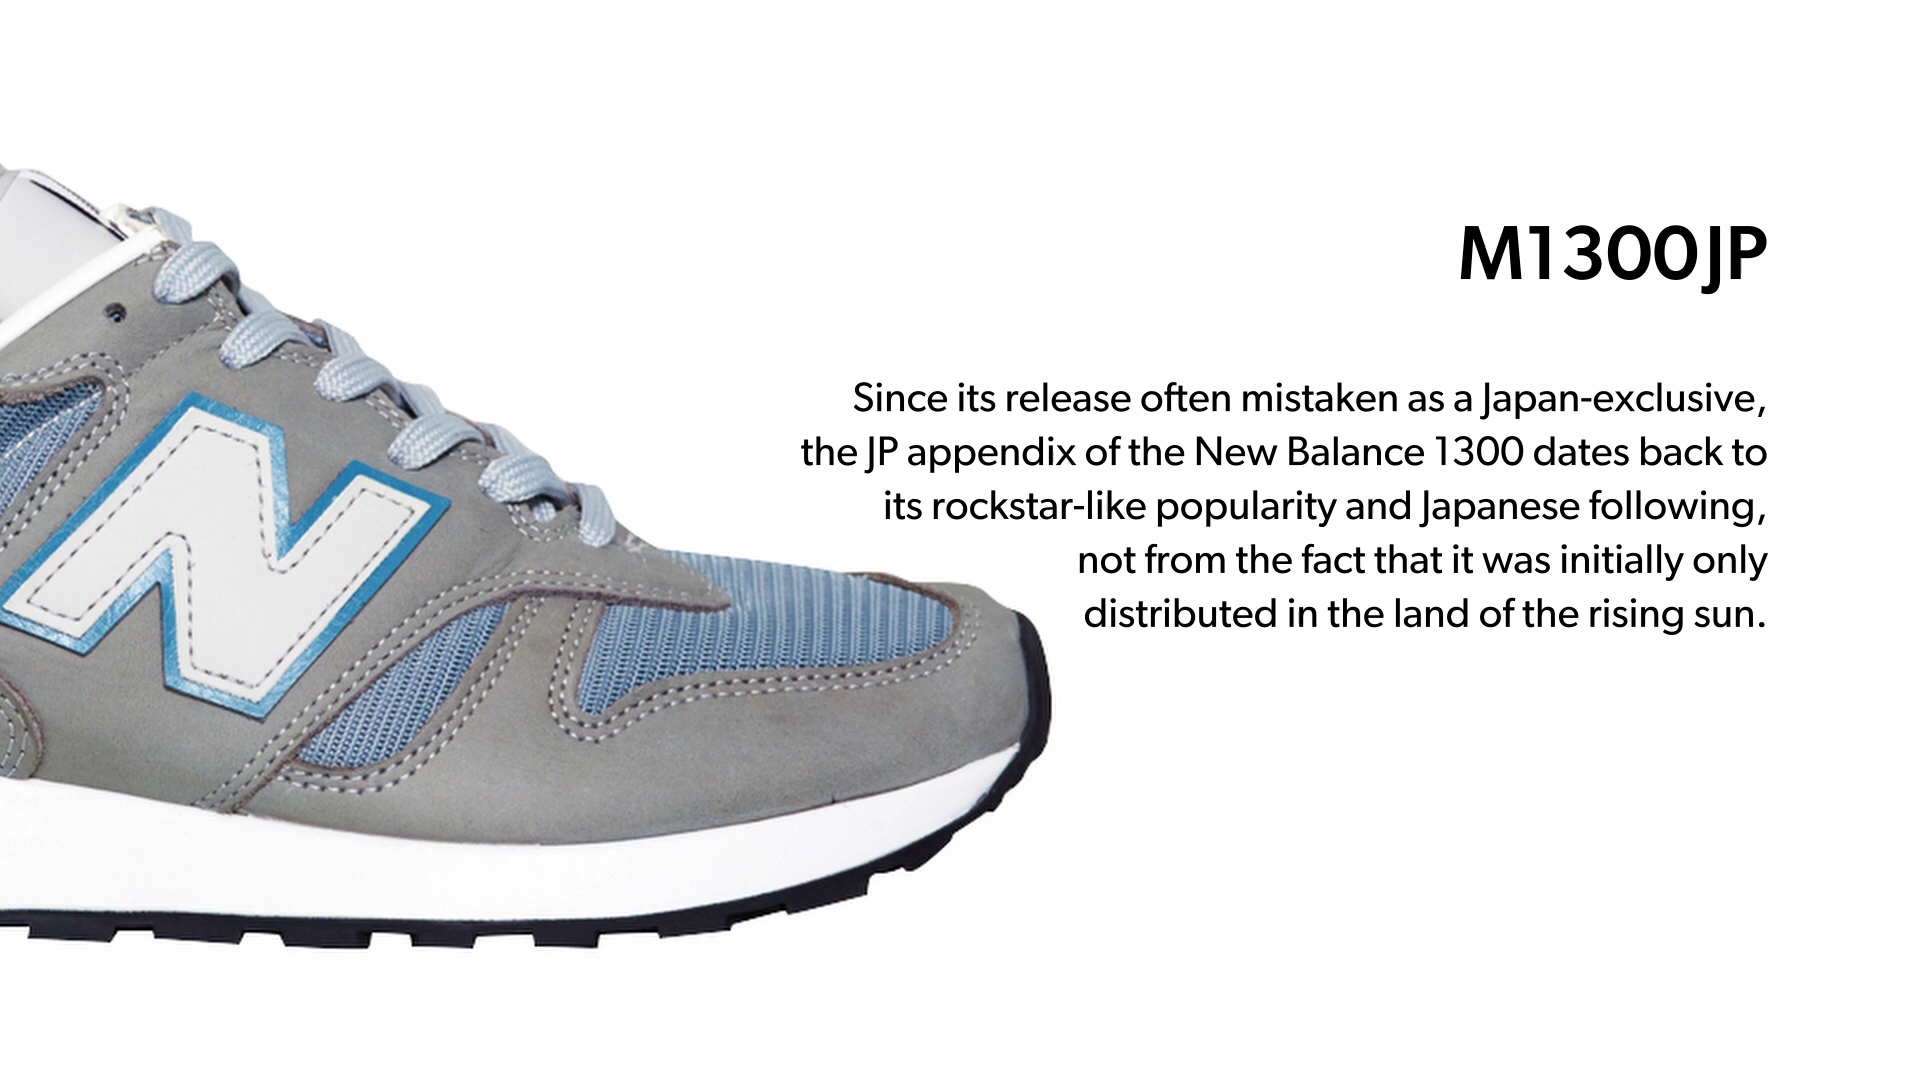 M1300JP
Since its release often mistaken as a Japan-exclusive,
the JP appendix of the New Balance 1300 dates back to
its rockstar-like popularity and Japanese following,
not from the fact that it was initially only
distributed in the land of the rising sun.
N